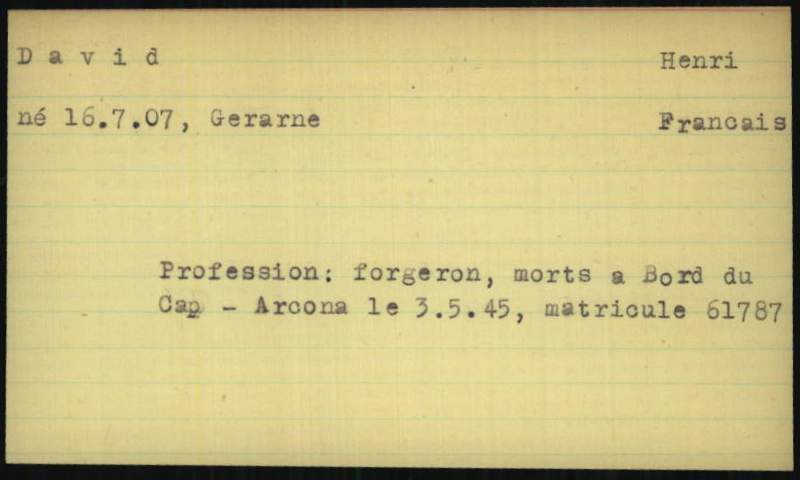 D a v i d Henri
né 16.7.07, Gerarne Francais
Profession: forgeron, morts a Bord du
Cap - Arcona le 3.5.45, matricule 61787